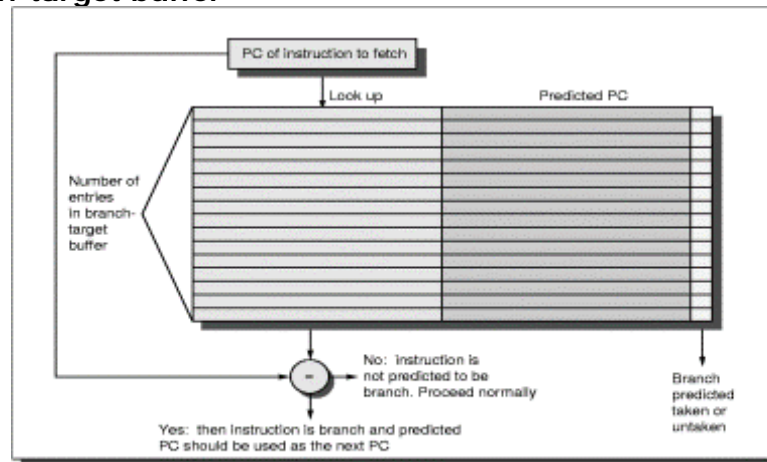 target buffer
PC of instruction to fetch
Look up
Predicted PC
Number of
entries
in branch-
target
buffer
No: instruction is
not predicted to be
branch. Proceed normally
Branch
predicted
taken or
untaken
Yes: then instruction is branch and predicted
PC should be used as the next PC